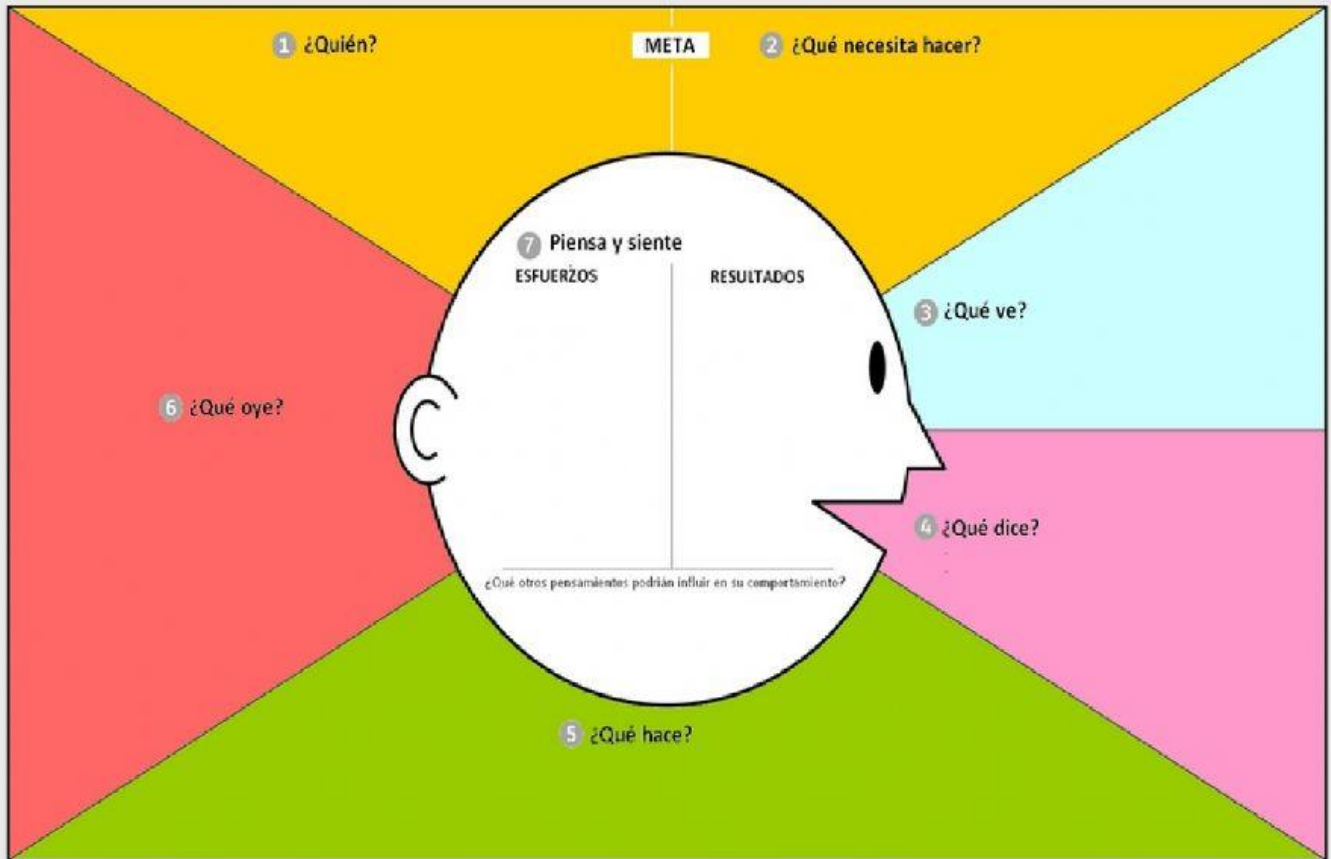 1 ¿Quién?
META
2 ¿Qué necesita hacer?
7 Piensa y siente
ESFUERZOS
RESULTADOS
3 ¿Qué ve?
6 ¿Qué oye?
4 ¿Qué dice?
¿Qué otros pensamientos podrián influir en su comportamiento?
5 ¿Qué hace?